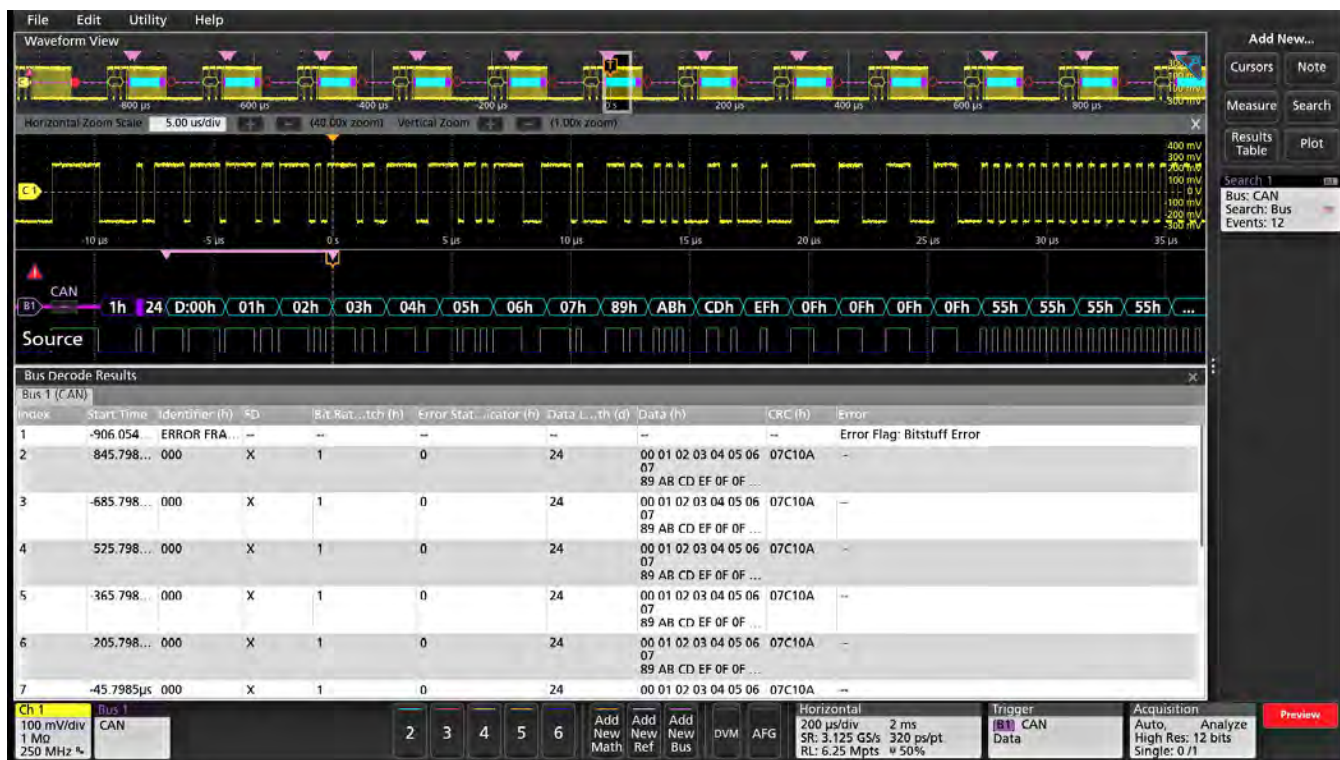 File Edit Utility Help
Waveform View
Add New...
Cursors Note
Measure Search
Results Table Plot
-800 µs -600 µs -400 µs -200 µs 0 s 200 µs 400 µs 600 µs 800 µs
Horizontal Zoom Scale 5.00 us/div (40.00x zoom) Vertical Zoom (1.00x zoom) X
400 mV
300 mV
100 mV
0 V
-100 mV
-200 mV
-300 mV
C 1
Search 1
Bus: CAN
Search: Bus
Events: 12
-10 µs -5 µs 0 s 5 µs 10 µs 15 µs 20 µs 25 µs 30 µs 35 µs
CAN
B1 1h 24 D:00h 01h 02h 03h 04h 05h 06h 07h 89h ABh CDh EFh 0Fh 0Fh 0Fh 0Fh 55h 55h 55h 55h ...
Source
Bus Decode Results
Bus 1 (CAN)
Index Start Time Identifier (h) FD Bit Rat...tch (h) Error Stat...icator (h) Data L...th (d) Data (h) CRC (h) Error
1 -906.054... ERROR FRA... -- -- -- -- -- -- Error Flag: Bitstuff Error
2 845.798... 000 X 1 0 24 00 01 02 03 04 05 06 07C10A --
07
89 AB CD EF 0F 0F ...
3 -685.798... 000 X 1 0 24 00 01 02 03 04 05 06 07C10A --
07
89 AB CD EF 0F 0F ...
4 525.798... 000 X 1 0 24 00 01 02 03 04 05 06 07C10A --
07
89 AB CD EF 0F 0F ...
5 -365.798... 000 X 1 0 24 00 01 02 03 04 05 06 07C10A --
07
89 AB CD EF 0F 0F ...
6 205.798... 000 X 1 0 24 00 01 02 03 04 05 06 07C10A --
07
89 AB CD EF 0F 0F ...
7 -45.7985µs 000 X 1 0 24 00 01 02 03 04 05 06 07C10A --
Ch 1
100 mV/div
1 MΩ
250 MHz
Bus 1
CAN
2 3 4 5 6
Add New Math
Add New Ref
Add New Bus
DVM AFG
Horizontal
200 µs/div 2 ms
SR: 3.125 GS/s 320 ps/pt
RL: 6.25 Mpts 50%
Trigger
B1 CAN
Data
Acquisition
Auto, Analyze
High Res: 12 bits
Single: 0 /1
Preview